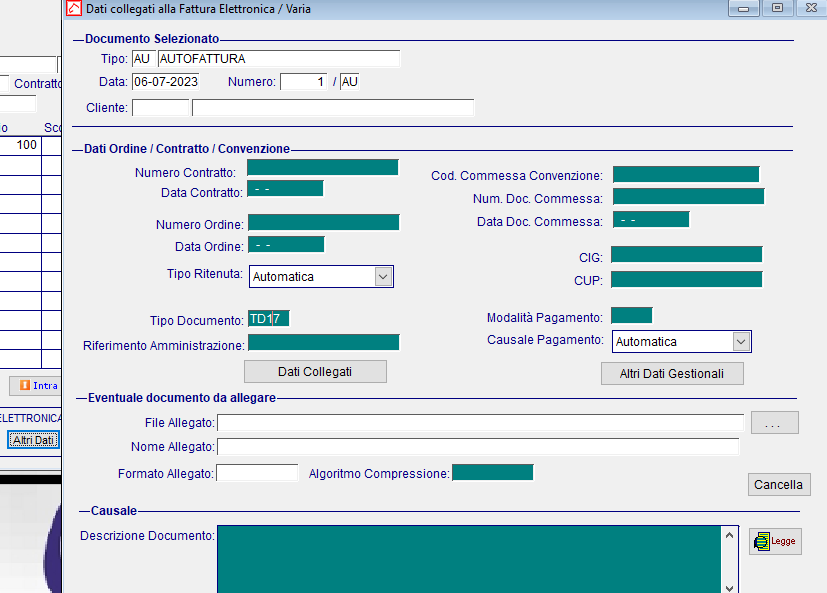 Dati collegati alla Fattura Elettronica / Varia
Documento Selezionato
Tipo: AU AUTOFATTURA
Data: 06-07-2023 Numero: 1 / AU
Contratto
Cliente:
Sco
100
Dati Ordine / Contratto / Convenzione
Numero Contratto:
Cod. Commessa Convenzione:
Data Contratto: - -
Num. Doc. Commessa:
Numero Ordine:
Data Doc. Commessa: - -
Data Ordine: - -
CIG:
Tipo Ritenuta: Automatica
CUP:
Tipo Documento: TD17
Modalità Pagamento:
Riferimento Amministrazione:
Causale Pagamento: Automatica
Dati Collegati
Altri Dati Gestionali
Intra
Eventuale documento da allegare
ELETTRONICA
File Allegato: ...
Altri Dati
Nome Allegato:
Formato Allegato: Algoritmo Compressione:
Cancella
Causale
Descrizione Documento:
Legge